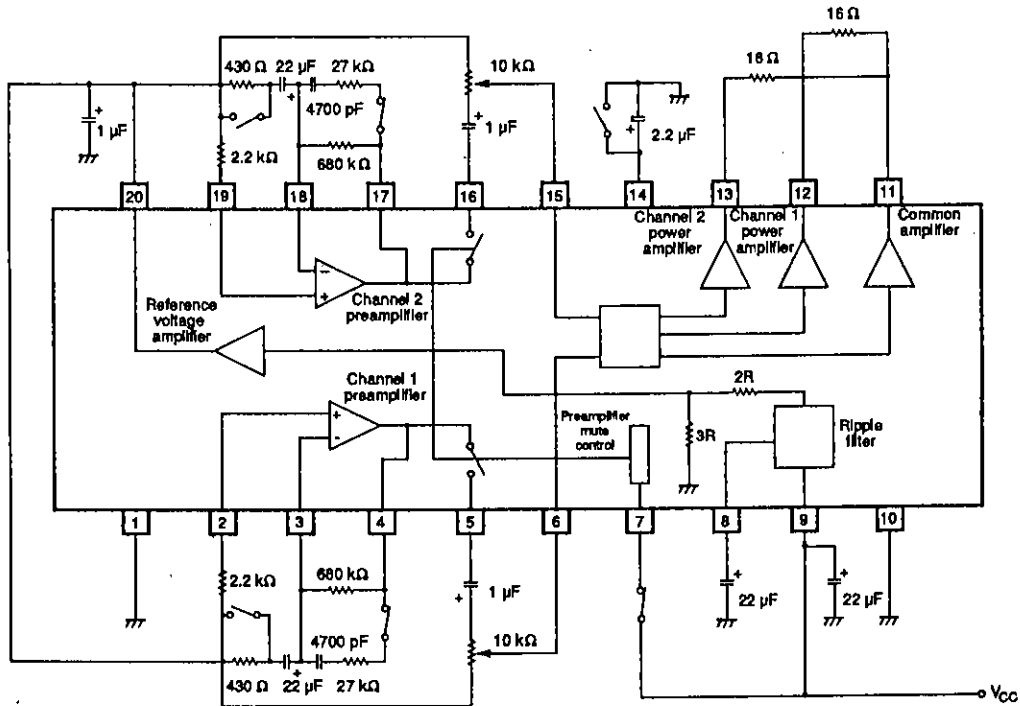 16 Ω
16 Ω
430 Ω 22 µF 27 kΩ
10 kΩ
+
4700 pF
+
1 µF
+
1 µF
+
2.2 µF
2.2 kΩ
680 kΩ
20 19 18 17 16 15 14 13 12 11
Channel 2
power
amplifier
Channel 1
power
amplifier
Common
amplifier
−
+
Channel 2
preamplifier
Reference
voltage
amplifier
Channel 1
preamplifier
+
-
Preamplifier
mute
control
2R
3R
Ripple
filter
1 2 3 4 5 6 7 8 9 10
2.2 kΩ
680 kΩ
+
1 µF
+
22 µF
+
22 µF
4700 pF
10 kΩ
+
430 Ω 22 µF 27 kΩ
VCC